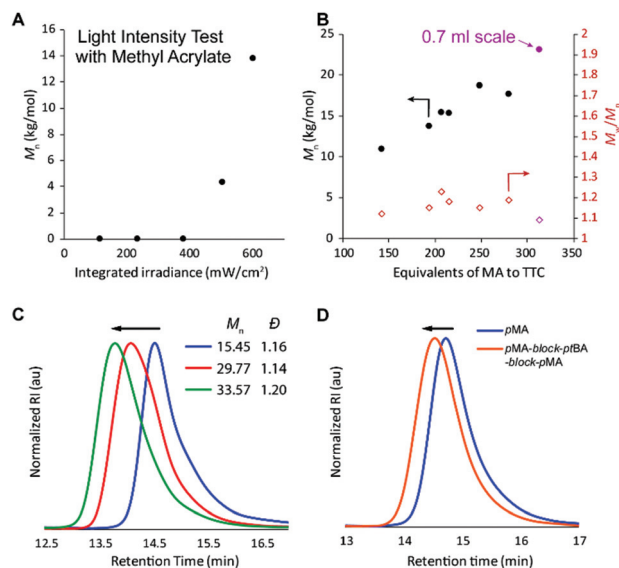 A
Light Intensity Test
with Methyl Acrylate
16
14
12
10
8
6
4
2
0
Mn (kg/mol)
0 200 400 600 800
Integrated irradiance (mW/cm²)
B
0.7 ml scale
25
20
15
10
5
0
Mn (kg/mol)
2
1.9
1.8
1.7
1.6
1.5
1.4
1.3
1.2
1.1
1
Mw/Mn
100 150 200 250 300 350
Equivalents of MA to TTC
C
Mn Đ
15.45 1.16
29.77 1.14
33.57 1.20
Normalized RI (au)
12.5 13.5 14.5 15.5 16.5
Retention Time (min)
D
pMA
pMA-block-ptBA
-block-pMA
Normalized RI (au)
13 14 15 16 17
Retention time (min)